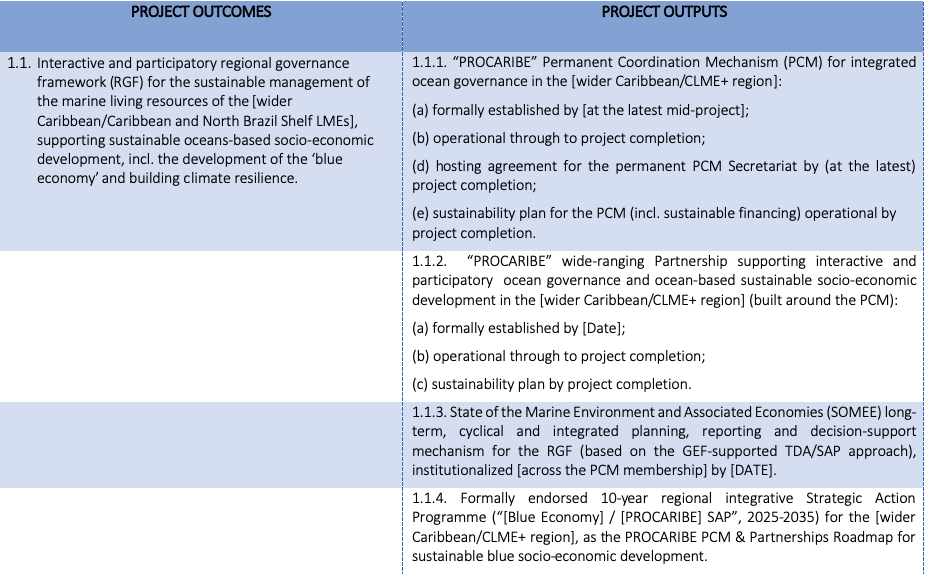 PROJECT OUTCOMES
PROJECT OUTPUTS
1.1. Interactive and participatory regional governance
framework (RGF) for the sustainable management of
the marine living resources of the [wider
Caribbean/Caribbean and North Brazil Shelf LMEs],
supporting sustainable oceans-based socio-economic
development, incl. the development of the ‘blue
economy’ and building climate resilience.
1.1.1. “PROCARIBE” Permanent Coordination Mechanism (PCM) for integrated
ocean governance in the [wider Caribbean/CLME+ region]:
(a) formally established by [at the latest mid-project];
(b) operational through to project completion;
(d) hosting agreement for the permanent PCM Secretariat by (at the latest)
project completion;
(e) sustainability plan for the PCM (incl. sustainable financing) operational by
project completion.
1.1.2. “PROCARIBE” wide-ranging Partnership supporting interactive and
participatory ocean governance and ocean-based sustainable socio-economic
development in the [wider Caribbean/CLME+ region] (built around the PCM):
(a) formally established by [Date];
(b) operational through to project completion;
(c) sustainability plan by project completion.
1.1.3. State of the Marine Environment and Associated Economies (SOMEE) long-
term, cyclical and integrated planning, reporting and decision-support
mechanism for the RGF (based on the GEF-supported TDA/SAP approach),
institutionalized [across the PCM membership] by [DATE].
1.1.4. Formally endorsed 10-year regional integrative Strategic Action
Programme (“[Blue Economy] / [PROCARIBE] SAP”, 2025-2035) for the [wider
Caribbean/CLME+ region], as the PROCARIBE PCM & Partnerships Roadmap for
sustainable blue socio-economic development.